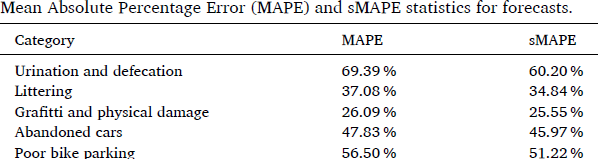 Mean Absolute Percentage Error (MAPE) and sMAPE statistics for forecasts.
Category MAPE sMAPE
Urination and defecation 69.39 % 60.20 %
Littering 37.08 % 34.84 %
Grafitti and physical damage 26.09 % 25.55 %
Abandoned cars 47.83 % 45.97 %
Poor bike parking 56.50 % 51.22 %